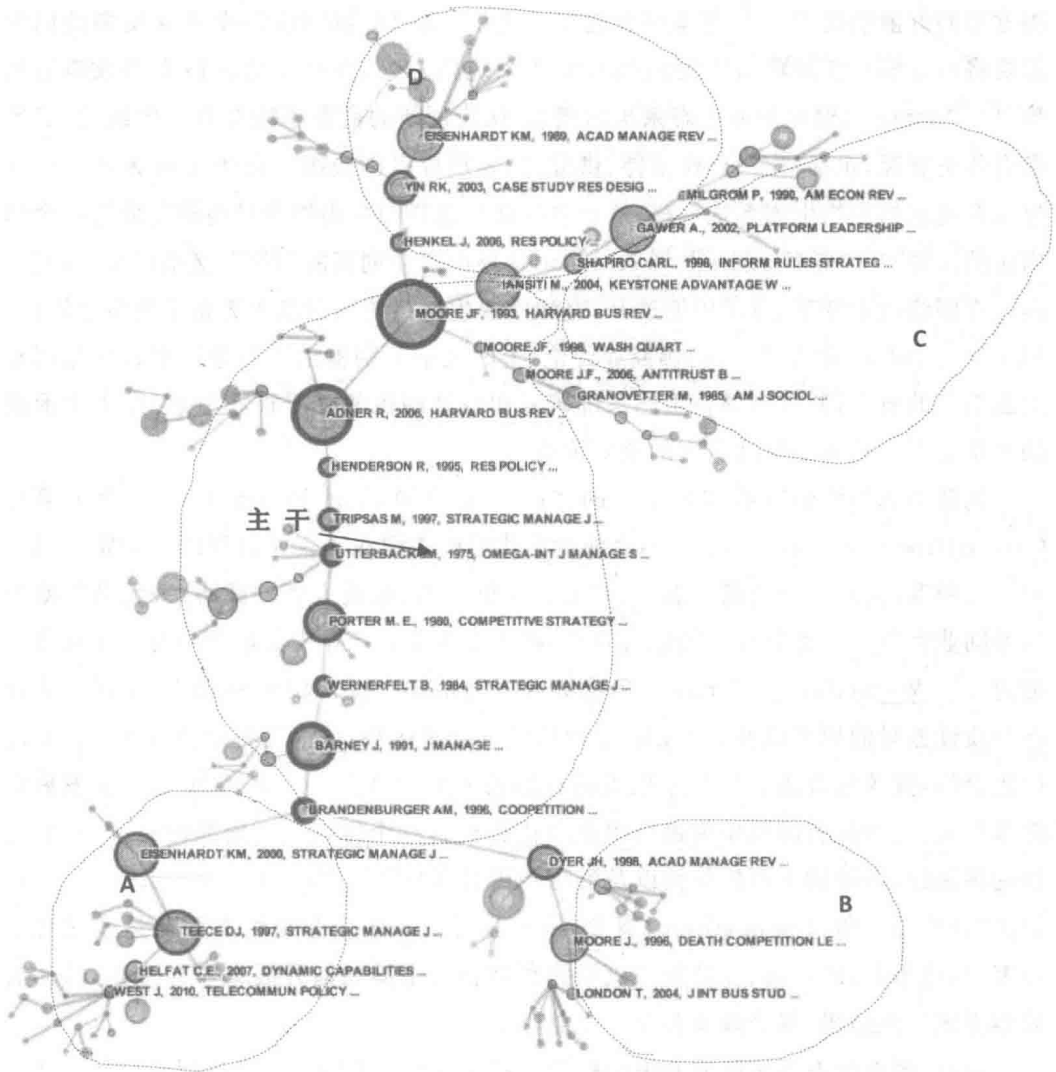 D
EISENHARDT KM, 1989, ACAD MANAGE REV ...
YIN RK, 2003, CASE STUDY RES DESIG ...
MILGROM P, 1990, AM ECON REV ...
GAWER A., 2002, PLATFORM LEADERSHIP ...
HENKEL J, 2006, RES POLICY ...
SHAPIRO CARL, 1998, INFORM RULES STRATEG ...
IANSITI M., 2004, KEYSTONE ADVANTAGE W ...
MOORE JF, 1993, HARVARD BUS REV ...
C
MOORE JF, 1998, WASH QUART ...
MOORE J.F., 2006, ANTITRUST B ...
GRANOVETTER M, 1985, AM J SOCIOL ...
ADNER R, 2006, HARVARD BUS REV ...
HENDERSON R, 1995, RES POLICY ...
主 干
TRIPSAS M, 1997, STRATEGIC MANAGE J ...
UTTERBACK JM, 1975, OMEGA-INT J MANAGE S ...
PORTER M. E., 1980, COMPETITIVE STRATEGY ...
WERNERFELT B, 1984, STRATEGIC MANAGE J ...
BARNEY J, 1991, J MANAGE ...
BRANDENBURGER AM, 1996, COOPETITION ...
EISENHARDT KM, 2000, STRATEGIC MANAGE J ...
A
DYER JH, 1998, ACAD MANAGE REV ...
B
TEECE DJ, 1997, STRATEGIC MANAGE J ...
MOORE J., 1996, DEATH COMPETITION LE ...
HELFAT C.E., 2007, DYNAMIC CAPABILITIES ...
WEST J, 2010, TELECOMMUN POLICY ...
LONDON T, 2004, J INT BUS STUD ...